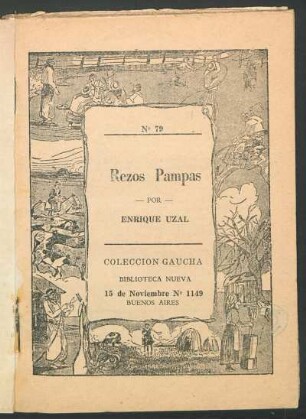 Nº 79
Rezos Pampas
— POR —
ENRIQUE UZAL
COLECCION GAUCHA
BIBLIOTECA NUEVA
15 de Noviembre Nº 1149
BUENOS AIRES